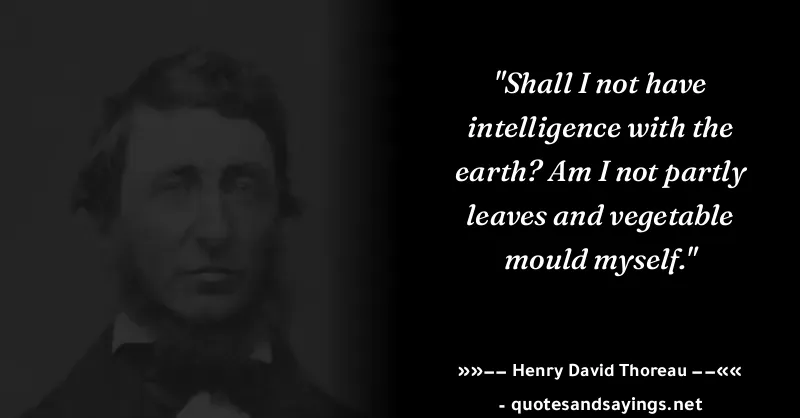 "Shall I not have
intelligence with the
earth? Am I not partly
leaves and vegetable
mould myself."
»»–– Henry David Thoreau ––««
- quotesandsayings.net